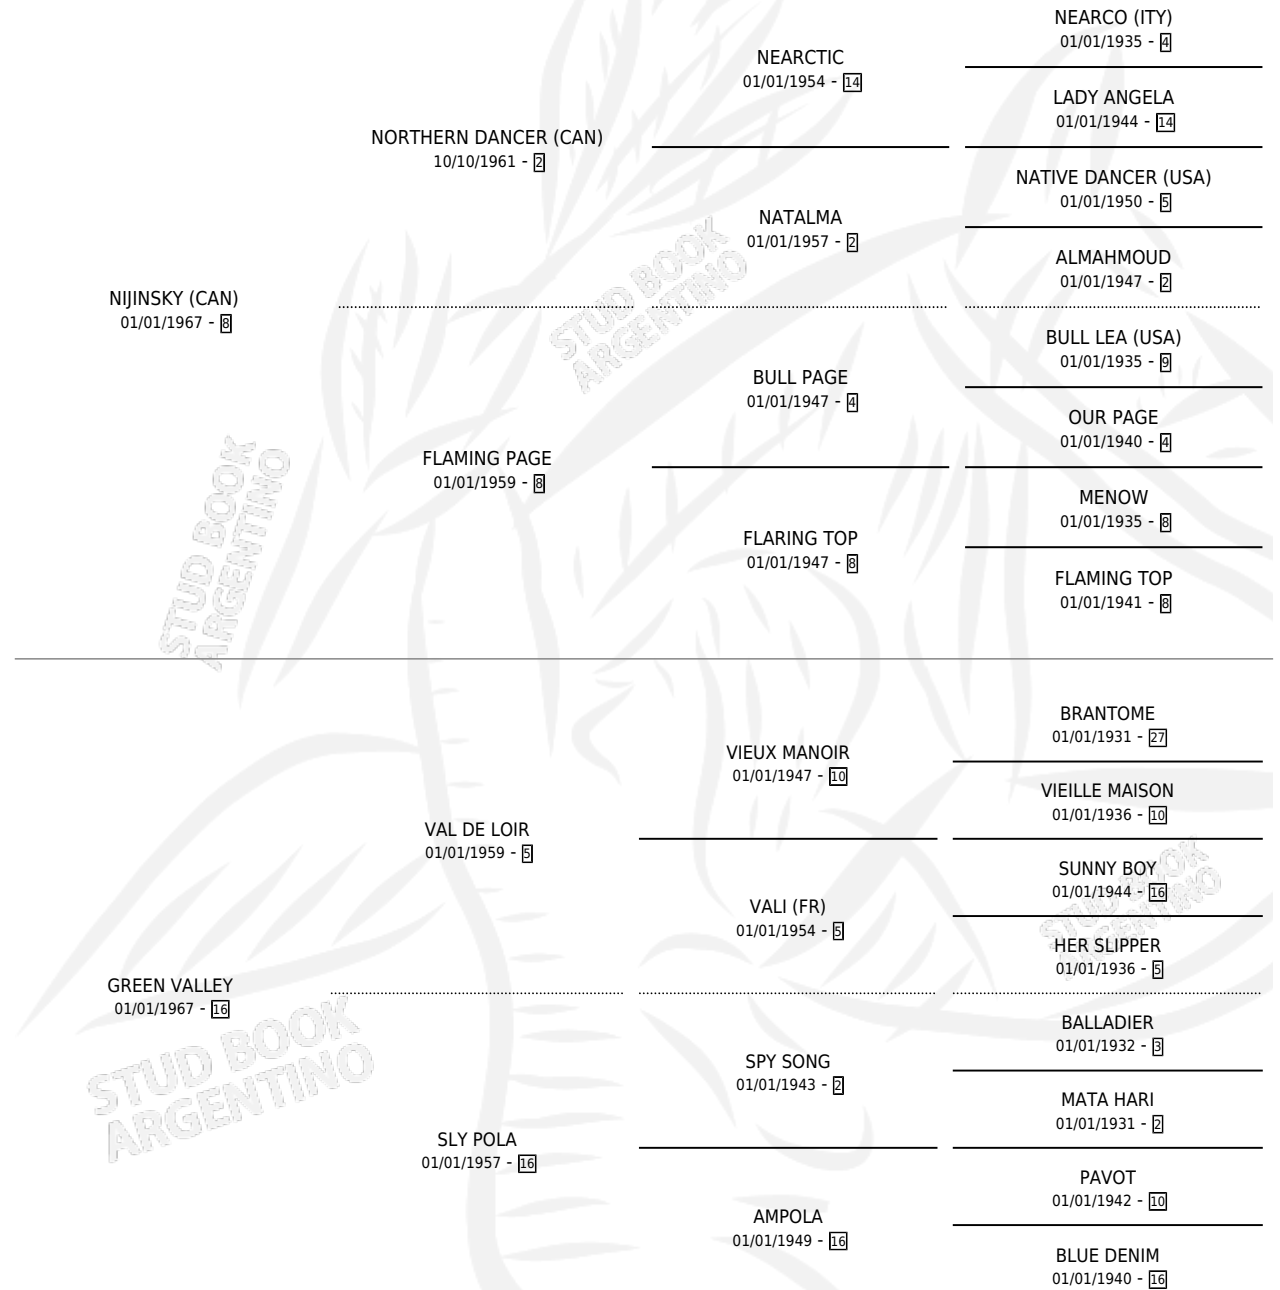 NEARCO (ITY)
01/01/1935 - 4
NEARCTIC
01/01/1954 - 14
LADY ANGELA
01/01/1944 - 14
NORTHERN DANCER (CAN)
10/10/1961 - 2
NATIVE DANCER (USA)
01/01/1950 - 5
NATALMA
01/01/1957 - 2
ALMAHMOUD
01/01/1947 - 2
NIJINSKY (CAN)
01/01/1967 - 8
BULL LEA (USA)
01/01/1935 - 9
BULL PAGE
01/01/1947 - 4
OUR PAGE
01/01/1940 - 4
FLAMING PAGE
01/01/1959 - 8
MENOW
01/01/1935 - 8
FLARING TOP
01/01/1947 - 8
FLAMING TOP
01/01/1941 - 8
BRANTOME
01/01/1931 - 27
VIEUX MANOIR
01/01/1947 - 10
VIEILLE MAISON
01/01/1936 - 10
VAL DE LOIR
01/01/1959 - 5
SUNNY BOY
01/01/1944 - 16
VALI (FR)
01/01/1954 - 5
HER SLIPPER
01/01/1936 - 5
GREEN VALLEY
01/01/1967 - 16
BALLADIER
01/01/1932 - 3
SPY SONG
01/01/1943 - 2
MATA HARI
01/01/1931 - 2
SLY POLA
01/01/1957 - 16
PAVOT
01/01/1942 - 10
AMPOLA
01/01/1949 - 16
BLUE DENIM
01/01/1940 - 16
STUD BOOK
ARGENTINO
STUD BOOK
ARGENTINO
STUD BOOK
ARGENTINO
STUD BOOK
ARGENTINO